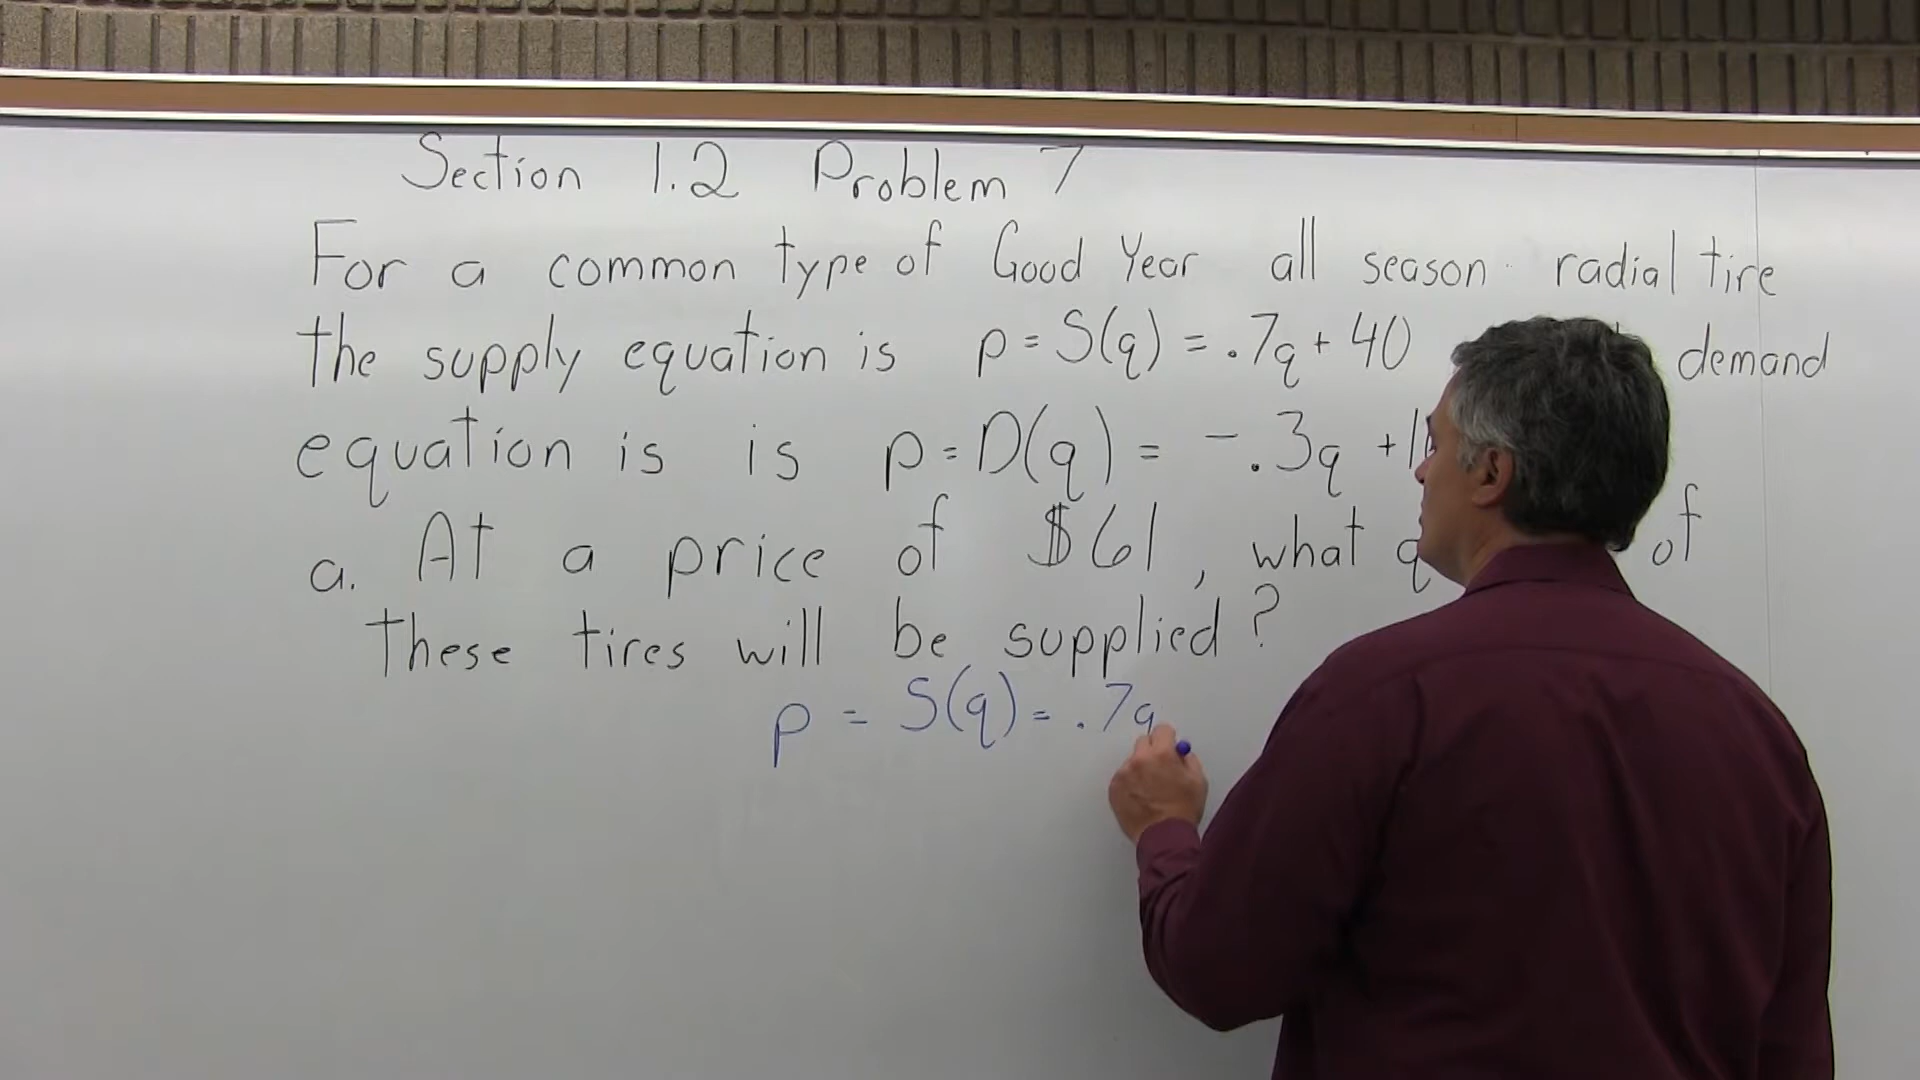 Section 1.2 Problem 7
For a common type of Good Year all season radial tire
the supply equation is p = S(q) = .7q + 40 demand
equation is is p = D(q) = -.3q + 1
a. At a price of $61, what q of
these tires will be supplied?
p = S(q) = .7q